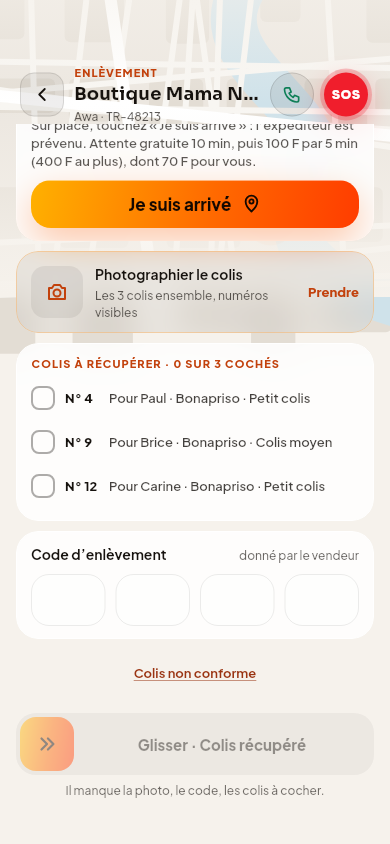 ENLÈVEMENT
Boutique Mama N...
Awa · TR-48213
SOS
Sur place, touchez « Je suis arrivé » : l'expéditeur est
prévenu. Attente gratuite 10 min, puis 100 F par 5 min
(400 F au plus), dont 70 F pour vous.
Je suis arrivé
Photographier le colis
Les 3 colis ensemble, numéros
visibles
Prendre
COLIS À RÉCUPÉRER · 0 SUR 3 COCHÉS
N° 4 Pour Paul · Bonapriso · Petit colis
N° 9 Pour Brice · Bonapriso · Colis moyen
N° 12 Pour Carine · Bonapriso · Petit colis
Code d’enlèvement donné par le vendeur
Colis non conforme
Glisser · Colis récupéré
Il manque la photo, le code, les colis à cocher.